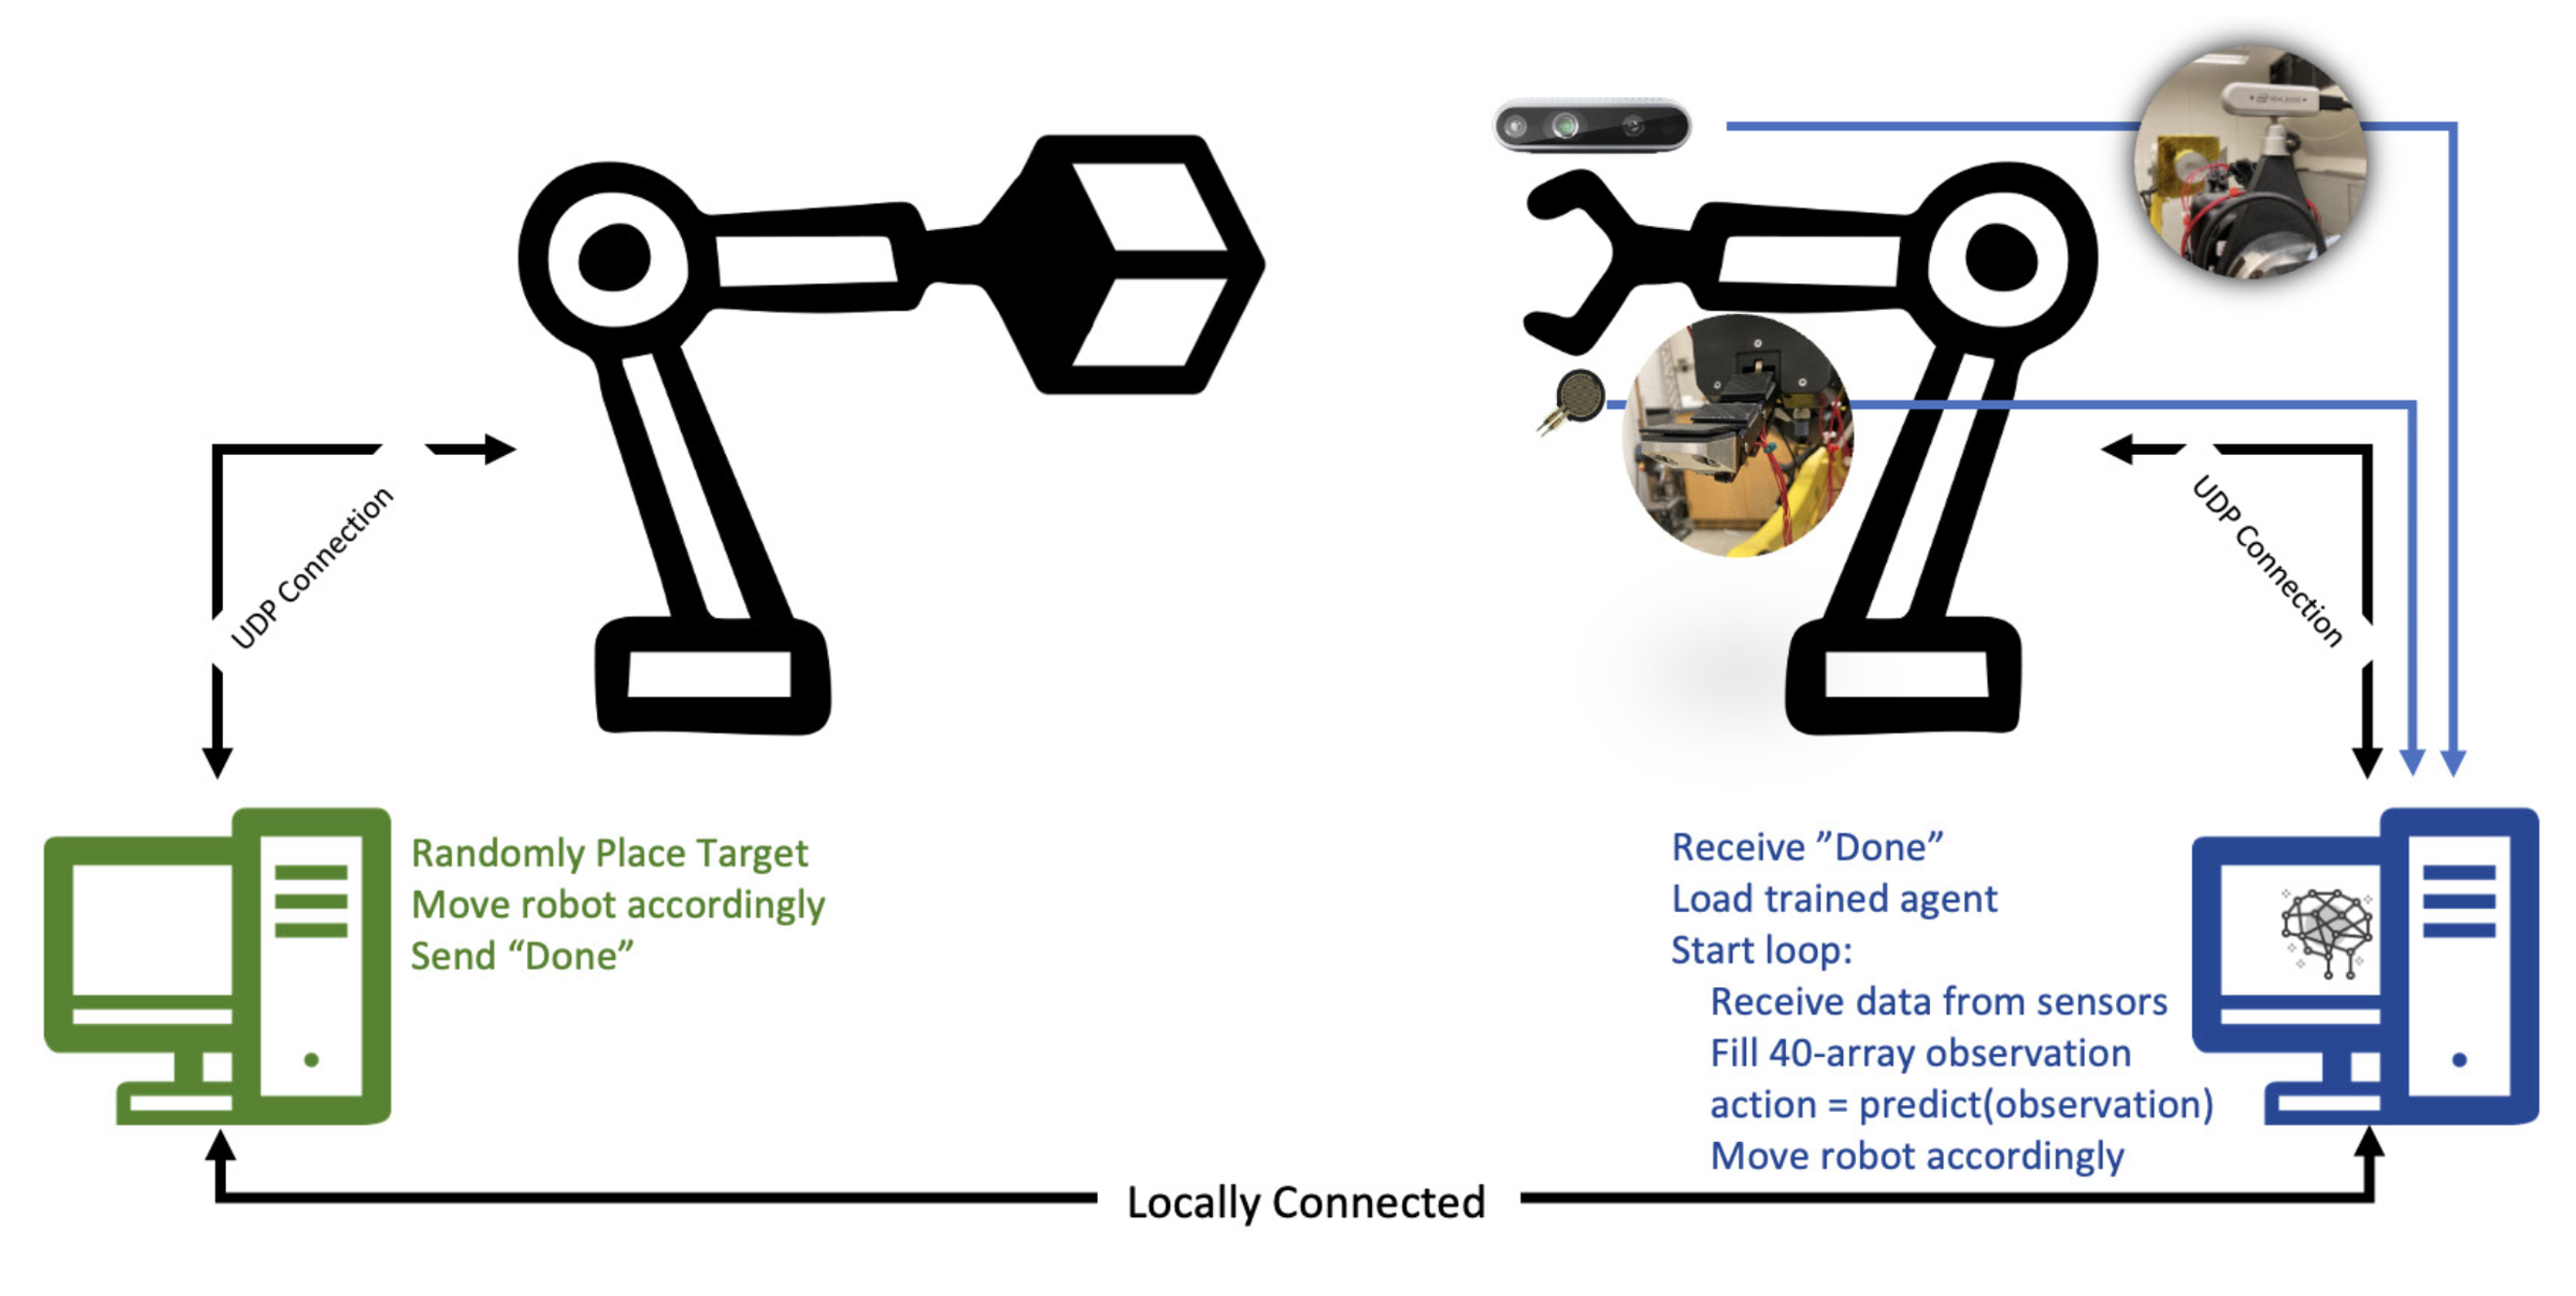 UDP Connection
UDP Connection
Randomly Place Target
Move robot accordingly
Send “Done”
Receive ”Done”
Load trained agent
Start loop:
Receive data from sensors
Fill 40-array observation
action = predict(observation)
Move robot accordingly
Locally Connected